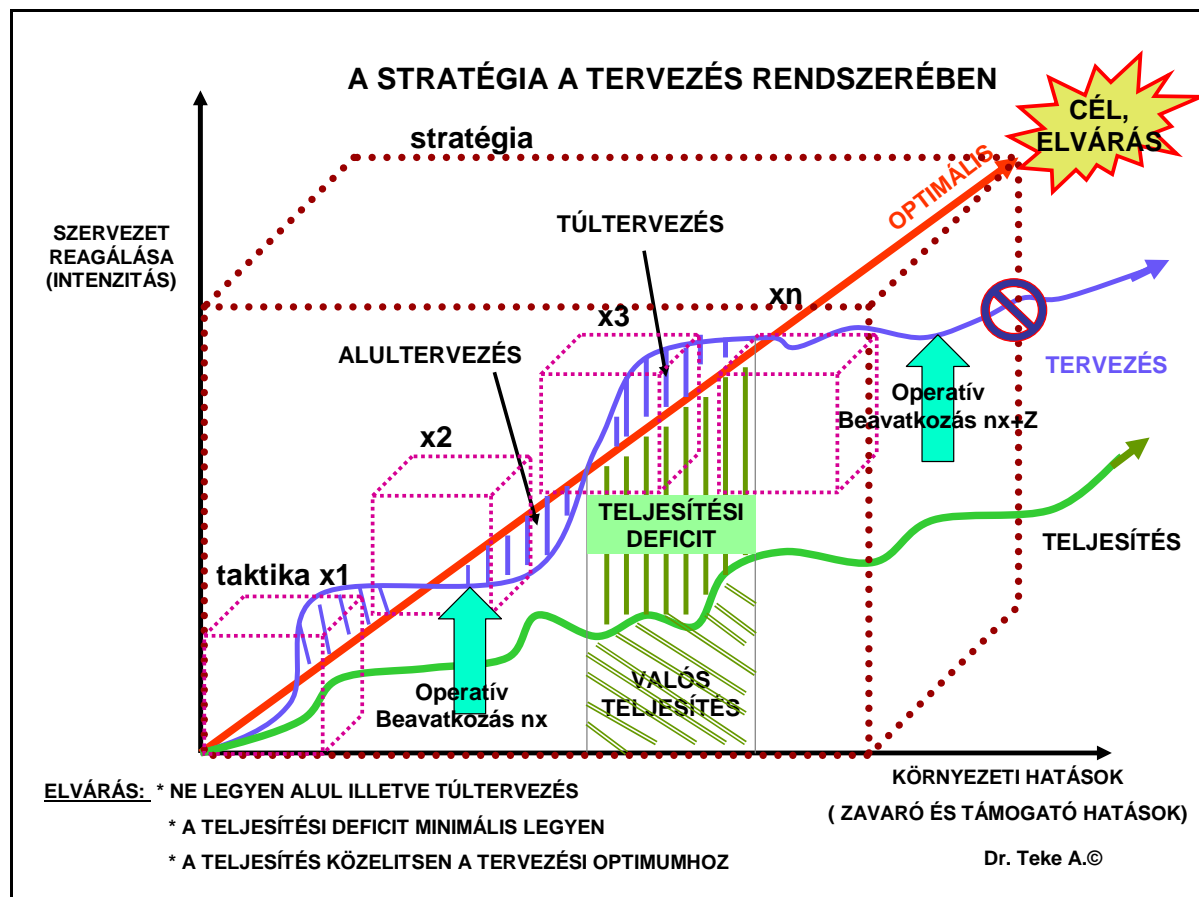 A STRATÉGIA A TERVEZÉS RENDSZERÉBEN
CÉL,
ELVÁRÁS
stratégia
OPTIMÁLIS
SZERVEZET
REAGÁLÁSA
(INTENZITÁS)
TÚLTERVEZÉS
xn
x3
ALULTERVEZÉS
TERVEZÉS
Operatív
Beavatkozás nx+Z
x2
TELJESÍTÉSI
DEFICIT
TELJESÍTÉS
taktika x1
VALÓS
TELJESÍTÉS
Operatív
Beavatkozás nx
KÖRNYEZETI HATÁSOK
( ZAVARÓ ÉS TÁMOGATÓ HATÁSOK)
ELVÁRÁS: * NE LEGYEN ALUL ILLETVE TÚLTERVEZÉS
* A TELJESÍTÉSI DEFICIT MINIMÁLIS LEGYEN
* A TELJESÍTÉS KÖZELITSEN A TERVEZÉSI OPTIMUMHOZ
Dr. Teke A.©